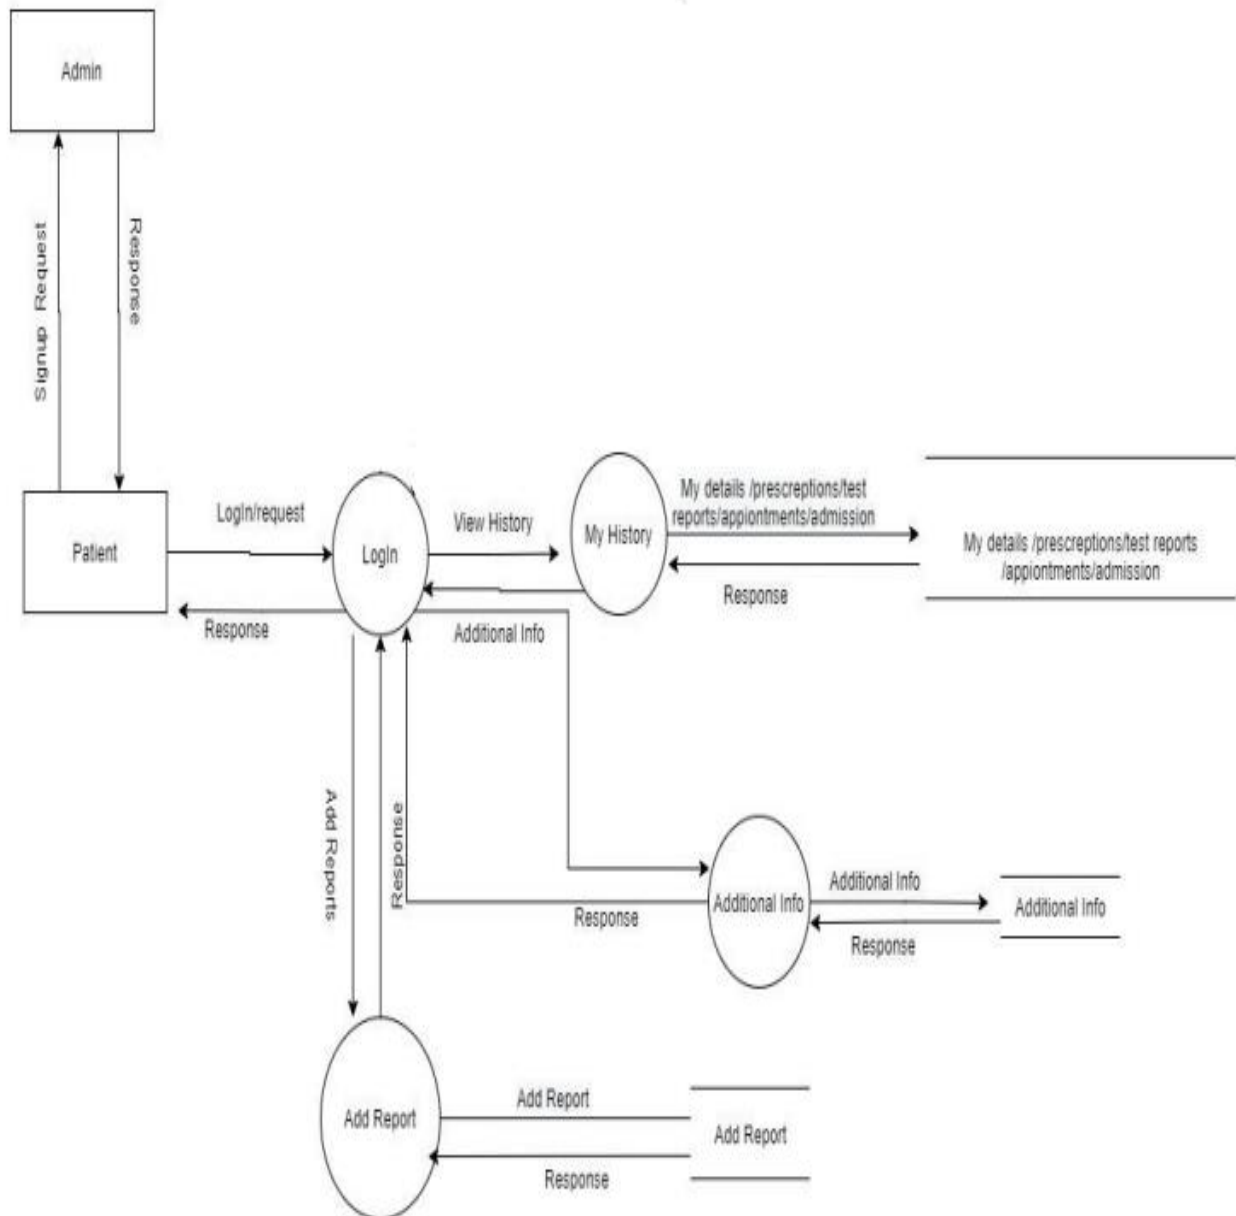 Admin
Signup Request
Response
Patient
LogIn/request
Response
LogIn
View History
My History
My details /prescreptions/test
reports/appiontments/admission
Response
My details /prescreptions/test reports
/appiontments/admission
Additional Info
Add Reports
Response
Response
Additional Info
Additional Info
Response
Additional Info
Add Report
Add Report
Response
Add Report